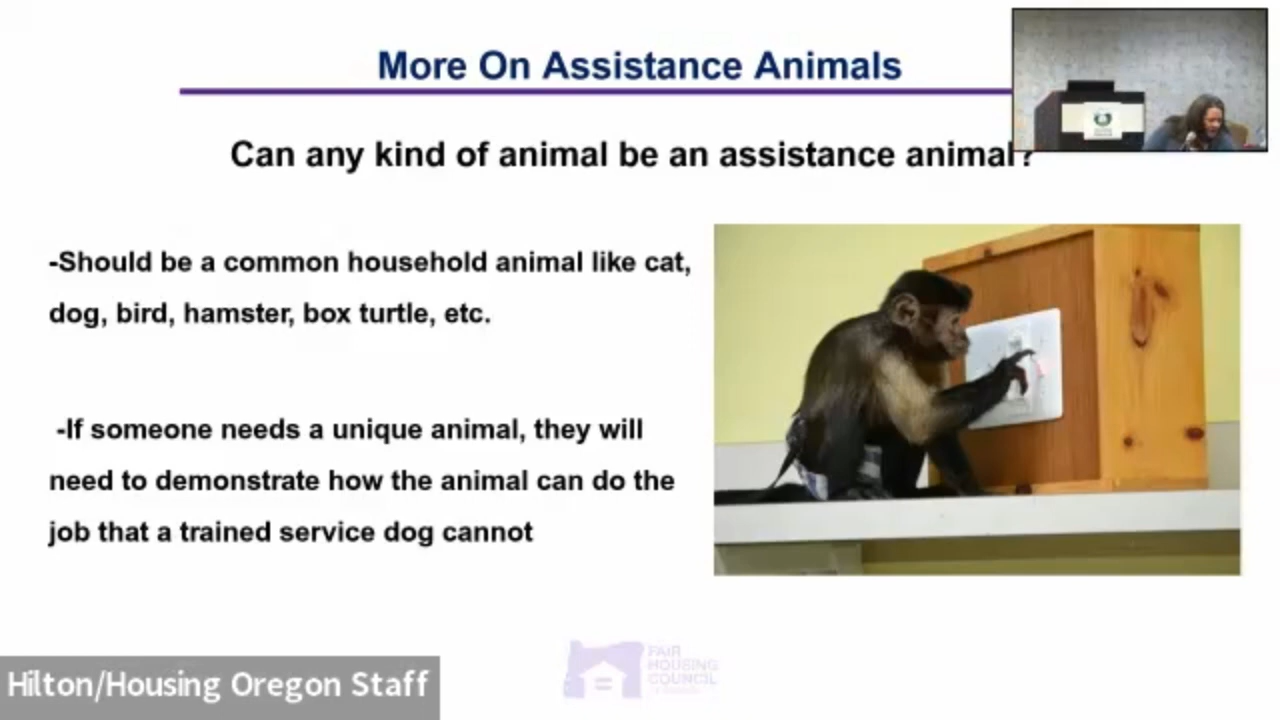 More On Assistance Animals
Can any kind of animal be an assistance animal?
-Should be a common household animal like cat,
dog, bird, hamster, box turtle, etc.
-If someone needs a unique animal, they will
need to demonstrate how the animal can do the
job that a trained service dog cannot
FAIR
HOUSING
COUNCIL
Hilton/Housing Oregon Staff